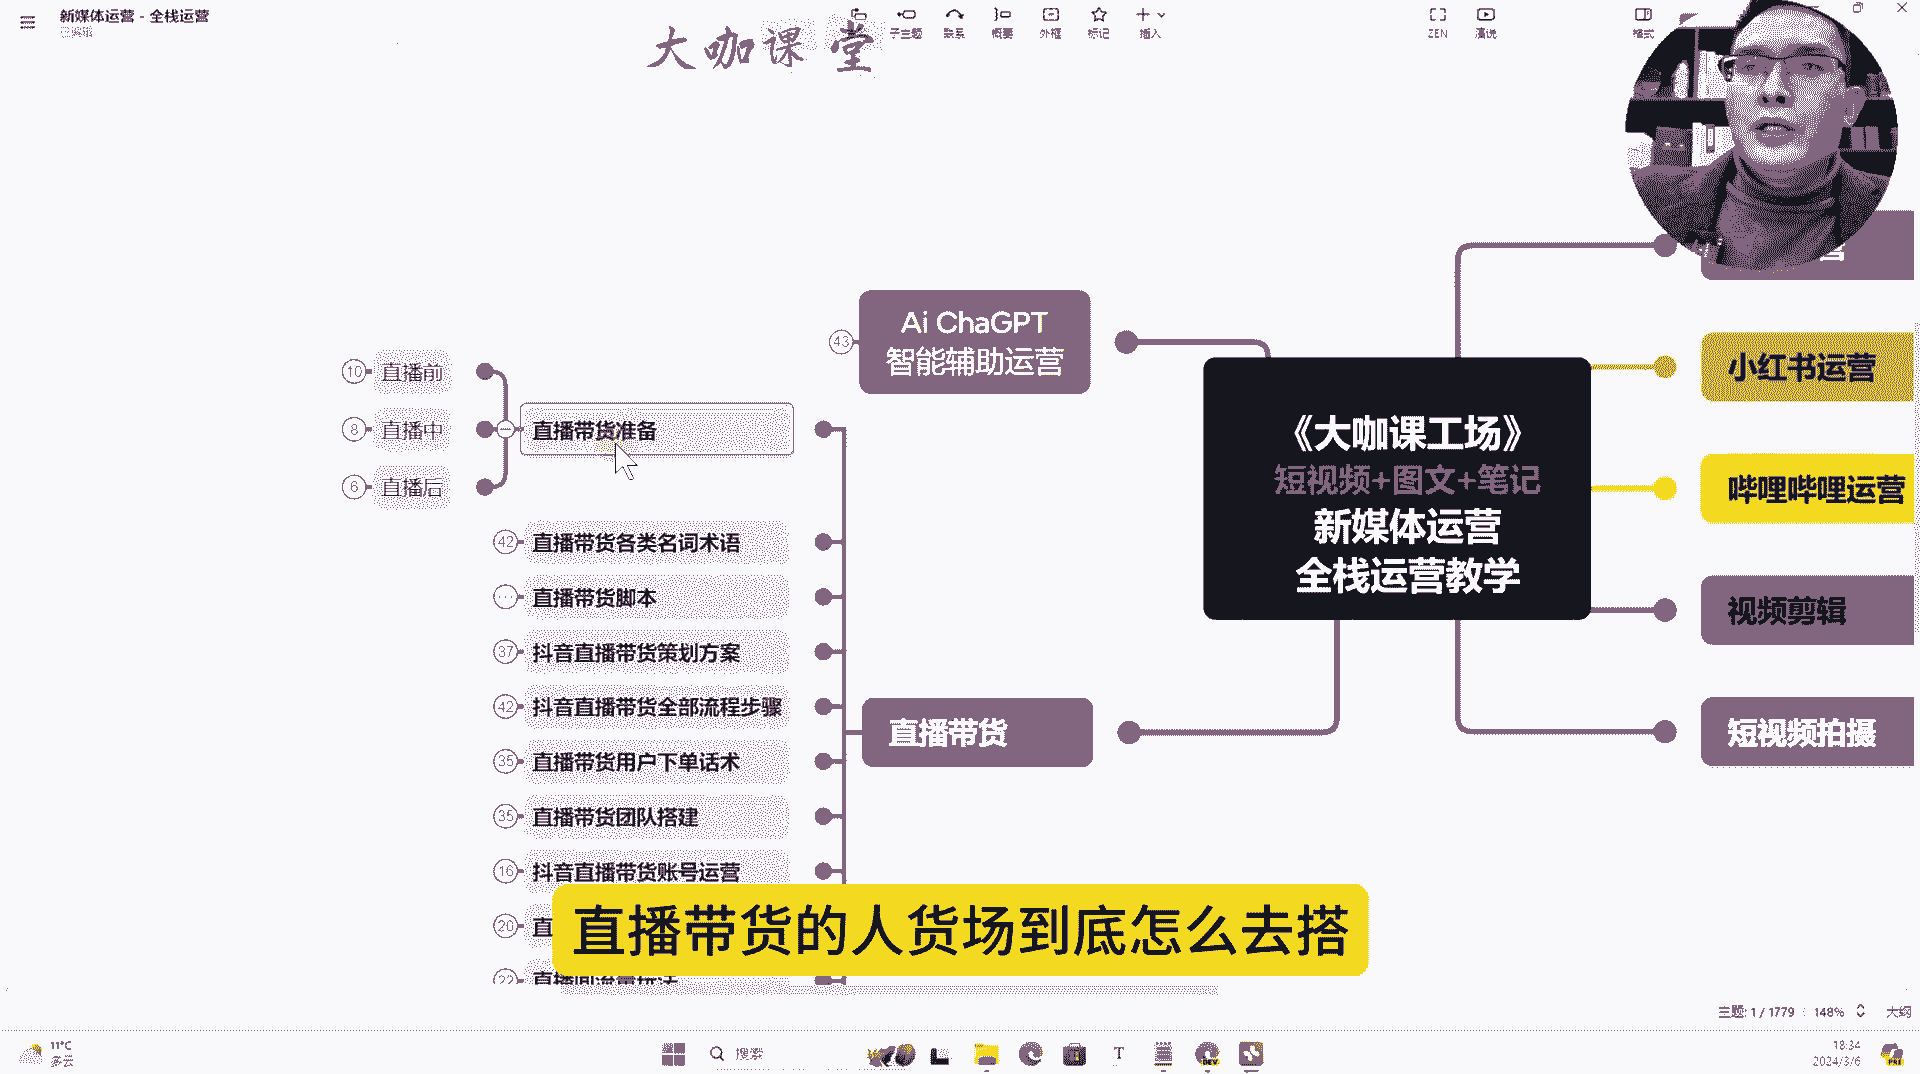 新媒体运营 - 全栈运营
已编辑
大咖课堂
子主题
联系
概要
外框
标记
插入
ZEN
演说
格式
Ai ChaGPT
智能辅助运营
43
10 直播前
8 直播中
6 直播后
直播带货准备
42 直播带货各类名词术语
直播带货脚本
37 抖音直播带货策划方案
42 抖音直播带货全部流程步骤
35 直播带货用户下单话术
35 直播带货团队搭建
16 抖音直播带货账号运营
20 直
22 直播间流量玩法
直播带货
《大咖课工场》
短视频+图文+笔记
新媒体运营
全栈运营教学
营
小红书运营
哔哩哔哩运营
视频剪辑
短视频拍摄
直播带货的人货场到底怎么去搭
主题: 1 / 1779
148%
大纲
11°C
多云
搜索
18:34
2024/3/6